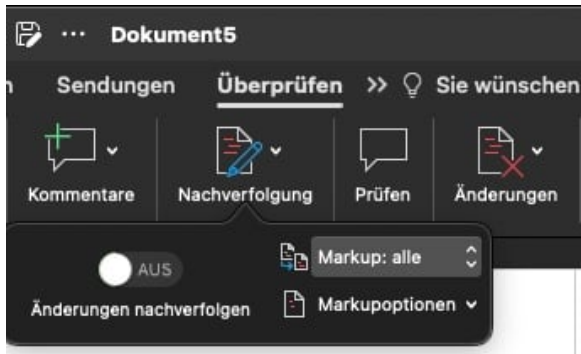 ... Dokument5
Sendungen Überprüfen >> Sie wünschen
Kommentare Nachverfolgung Prüfen Änderungen
AUS Markup: alle
Änderungen nachverfolgen Markupoptionen